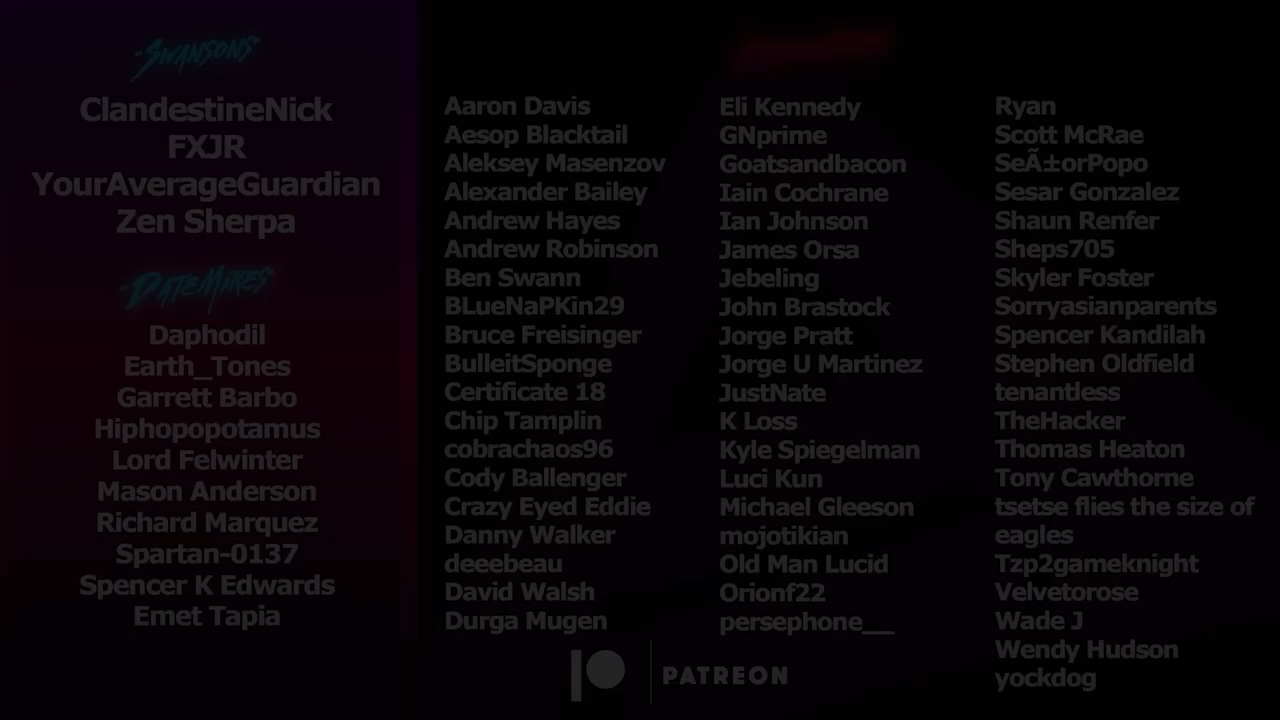 Swansons
ClandestineNick
FXJR
YourAverageGuardian
Zen Sherpa
DateMikes
Daphodil
Earth_Tones
Garrett Barbo
Hiphopopotamus
Lord Felwinter
Mason Anderson
Richard Marquez
Spartan-0137
Spencer K Edwards
Emet Tapia
Aaron Davis
Aesop Blacktail
Aleksey Masenzov
Alexander Bailey
Andrew Hayes
Andrew Robinson
Ben Swann
BLueNaPKin29
Bruce Freisinger
BulleitSponge
Certificate 18
Chip Tamplin
cobrachaos96
Cody Ballenger
Crazy Eyed Eddie
Danny Walker
deeebeau
David Walsh
Durga Mugen
Eli Kennedy
GNprime
Goatsandbacon
Iain Cochrane
Ian Johnson
James Orsa
Jebeling
John Brastock
Jorge Pratt
Jorge U Martinez
JustNate
K Loss
Kyle Spiegelman
Luci Kun
Michael Gleeson
mojotikian
Old Man Lucid
Orionf22
persephone__
Ryan
Scott McRae
SeÃ±orPopo
Sesar Gonzalez
Shaun Renfer
Sheps705
Skyler Foster
Sorryasianparents
Spencer Kandilah
Stephen Oldfield
tenantless
TheHacker
Thomas Heaton
Tony Cawthorne
tsetse flies the size of
eagles
Tzp2gameknight
Velvetorose
Wade J
Wendy Hudson
yockdog
PATREON